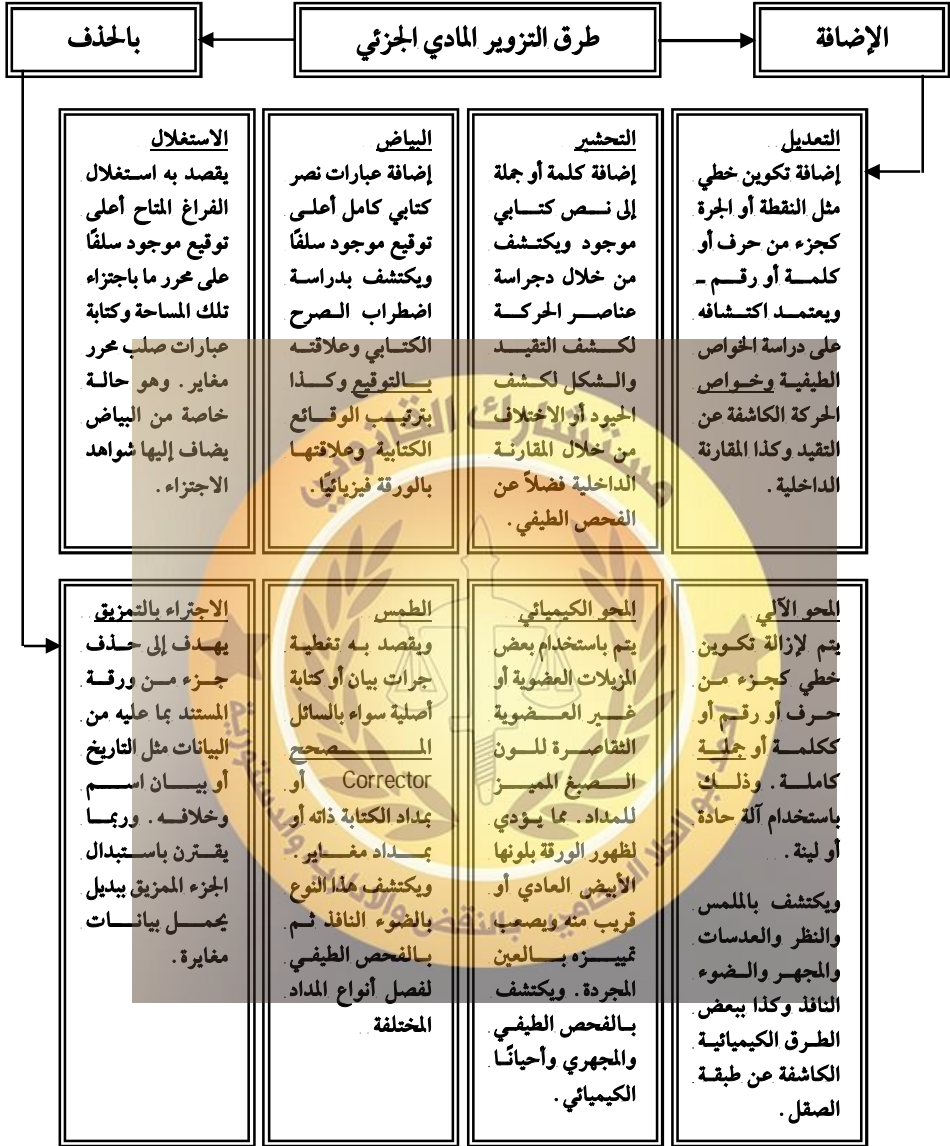 طرق التزوير المادي الجزئي
الإضافة
بالحذف
التعديل
إضافة تكوين خطي
مثل النقطة أو الجرة
كجزء من حرف أو
كلمة أو رقم ـ
ويعتمد اكتشافه
على دراسة الخواص
الطيفية وخواص
الحركة الكاشفة عن
التقيد وكذا المقارنة
الداخلية.
التحشير
إضافة كلمة أو جملة
إلى نص كتابي
موجود ويكتشف
من خلال دجراسة
عناصر الحركة
لكشف التقيد
والشكل لكشف
الحيود أو الاختلاف
من خلال المقارنة
الداخلية فضلاً عن
الفحص الطيفي.
البياض
إضافة عبارات نصر
كتابي كامل أعلى
توقيع موجود سلفًا
ويكتشف بدراسة
اضطراب الصرح
الكتابي وعلاقته
بالتوقيع وكذا
بترتيب الوقائع
الكتابية وعلاقتها
بالورقة فيزيائيًا.
الاستغلال
يقصد به استغلال
الفراغ المتاح أعلى
توقيع موجود سلفًا
على محرر ما باجتزاء
تلك المساحة وكتابة
عبارات صلب محرر
مغاير. وهو حالة
خاصة من البياض
يضاف إليها شواهد
الاجتزاء.
المحو الآلي
يتم لإزالة تكوين
خطي كجزء من
حرف أو رقم أو
ككلمة أو جملة
كاملة. وذلك
باستخدام آلة حادة
أو لينة.
ويكتشف بالملمس
والنظر والعدسات
والمجهر والضوء
النافذ وكذا ببعض
الطرق الكيميائية
الكاشفة عن طبقة
الصقل.
المحو الكيميائي
يتم باستخدام بعض
المزيلات العضوية أو
غير العضوية
الثقاصرة للون
الصبغ المميز
للمداد. مما يؤدي
لظهور الورقة بلونها
الأبيض العادي أو
قريب منه ويصعب
تمييزه بالعين
المجردة. ويكتشف
بالفحص الطيفي
والمجهري وأحيانًا
الكيميائي.
الطمس
ويقصد به تغطية
جرات بيان أو كتابة
أصلية سواء بالسائل
المصحح
Corrector أو
بمداد الكتابة ذاته أو
بمداد مغاير.
ويكتشف هذا النوع
بالضوء النافذ ثم
بالفحص الطيفي
لفصل أنواع المداد
المختلفة
الاجتراء بالتمزيق
يهدف إلى حذف
جزء من ورقة
المستند بما عليه من
البيانات مثل التاريخ
أو بيان اسم
وخلافه. وربما
يقترن باستبدال
الجزء الممزيق ببديل
يحمل بيانات
مغايرة.
مستشارك القانوني